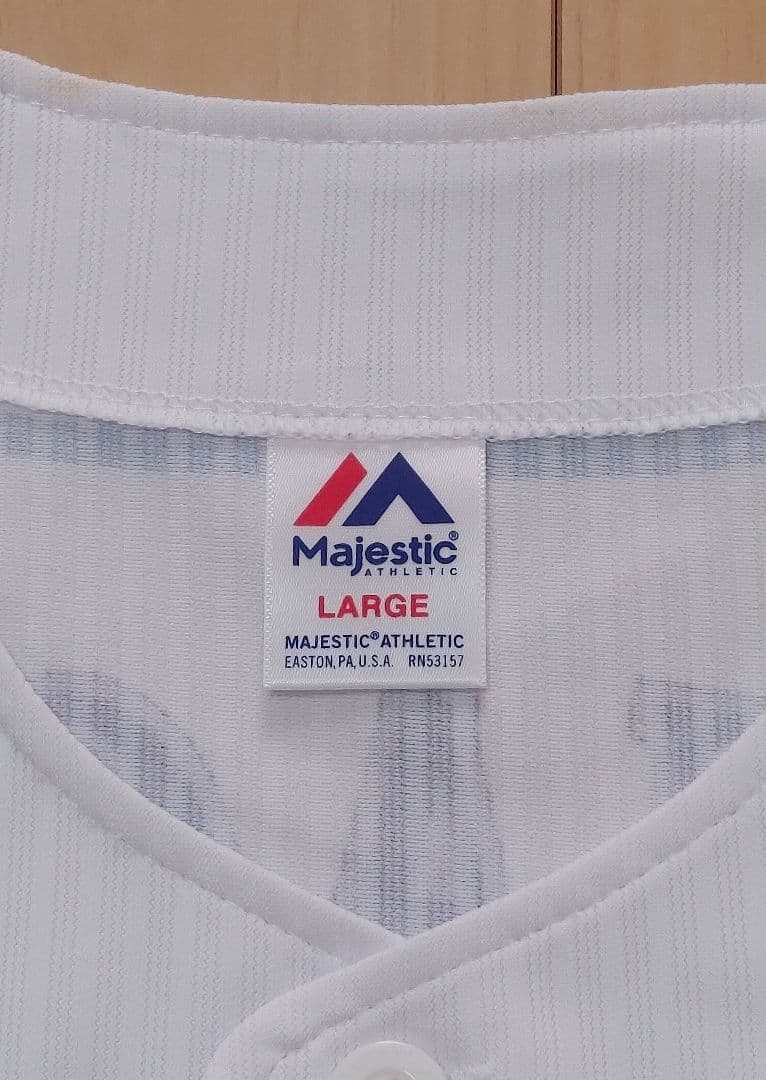 Majestic®
ATHLETIC
LARGE
MAJESTIC® ATHLETIC
EASTON, PA, U.S.A. RN53157